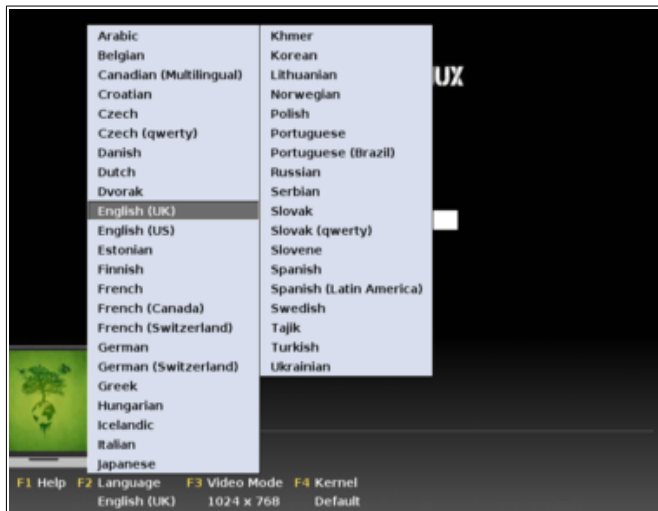 Arabic
Belgian
Canadian (Multilingual)
Croatian
Czech
Czech (qwerty)
Danish
Dutch
Dvorak
English (UK)
English (US)
Estonian
Finnish
French
French (Canada)
French (Switzerland)
German
German (Switzerland)
Greek
Hungarian
Icelandic
Italian
Japanese
Khmer
Korean
Lithuanian
Norwegian
Polish
Portuguese
Portuguese (Brazil)
Russian
Serbian
Slovak
Slovak (qwerty)
Slovene
Spanish
Spanish (Latin America)
Swedish
Tajik
Turkish
Ukrainian
UX
F1 Help F2 Language F3 Video Mode F4 Kernel
English (UK) 1024 x 768 Default